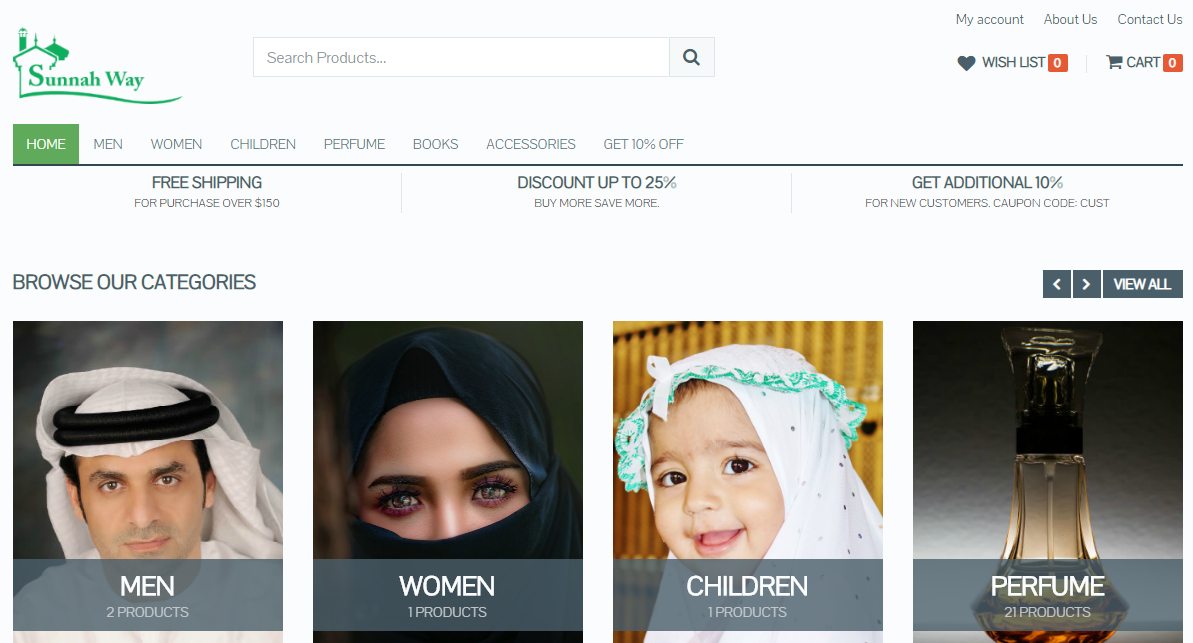 My account About Us Contact Us
Sunnah Way
Search Products...
WISH LIST 0 CART 0
HOME MEN WOMEN CHILDREN PERFUME BOOKS ACCESSORIES GET 10% OFF
FREE SHIPPING
FOR PURCHASE OVER $150
DISCOUNT UP TO 25%
BUY MORE SAVE MORE.
GET ADDITIONAL 10%
FOR NEW CUSTOMERS. CAUPON CODE: CUST
BROWSE OUR CATEGORIES
VIEW ALL
MEN
2 PRODUCTS
WOMEN
1 PRODUCTS
CHILDREN
1 PRODUCTS
PERFUME
21 PRODUCTS